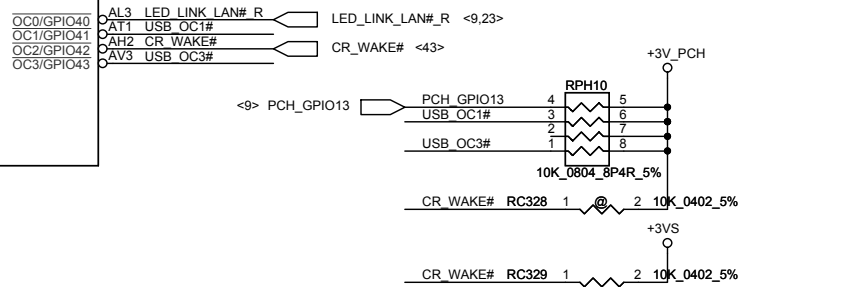 OC0/GPIO40 AL3 LED_LINK_LAN#_R LED_LINK_LAN#_R <9,23>
OC1/GPIO41 AT1 USB_OC1#
OC2/GPIO42 AH2 CR_WAKE# CR_WAKE# <43>
OC3/GPIO43 AV3 USB_OC3#
+3V_PCH
RPH10
<9> PCH_GPIO13 PCH_GPIO13 4 5
USB_OC1# 3 6
2 7
USB_OC3# 1 8
10K_0804_8P4R_5%
CR_WAKE# RC328 1 @ 2 10K_0402_5%
+3VS
CR_WAKE# RC329 1 2 10K_0402_5%